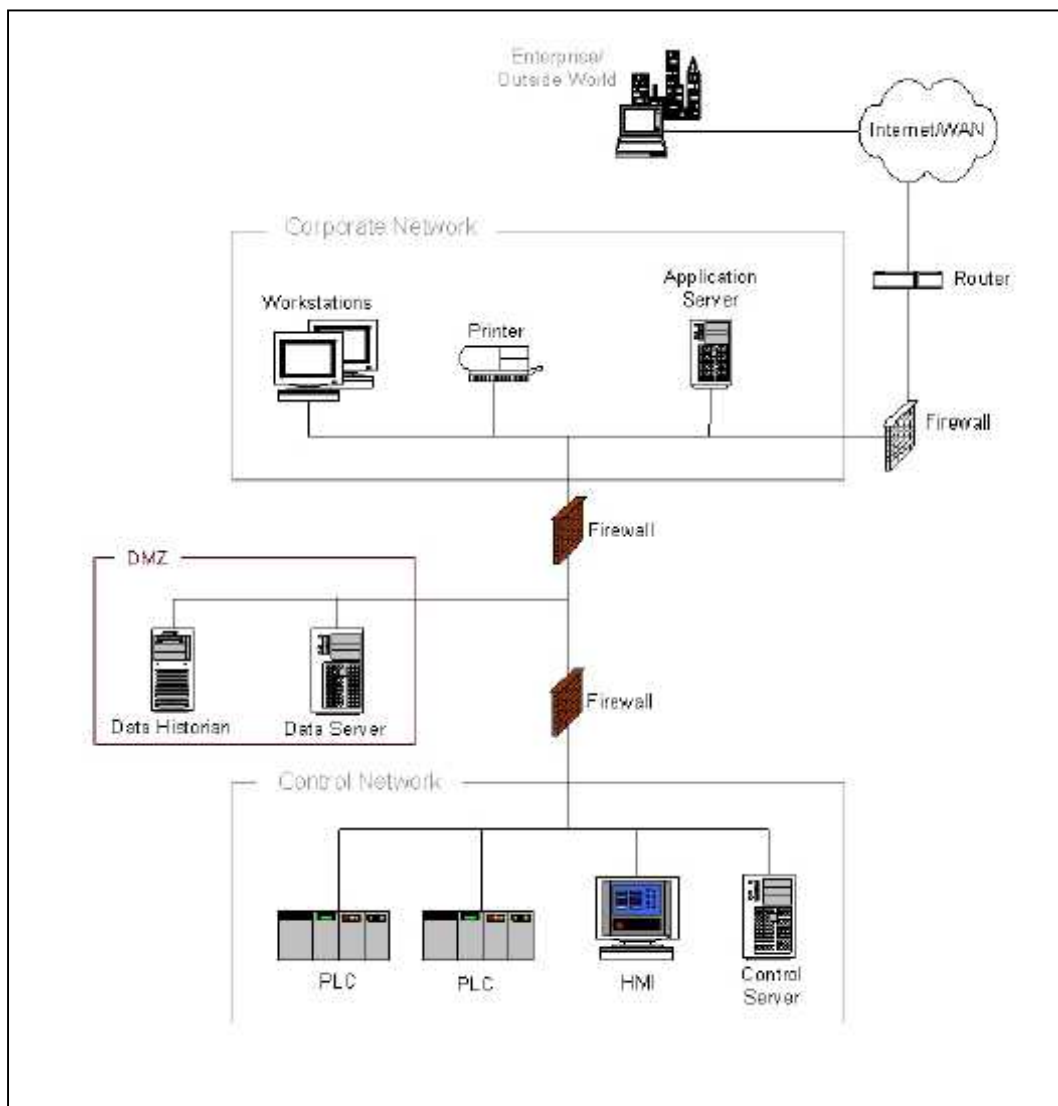 Enterprise/
Outside World
Internet/WAN
Corporate Network
Router
Workstations
Printer
Application
Server
Firewall
Firewall
DMZ
Data Historian
Data Server
Firewall
Control Network
PLC
PLC
HMI
Control
Server